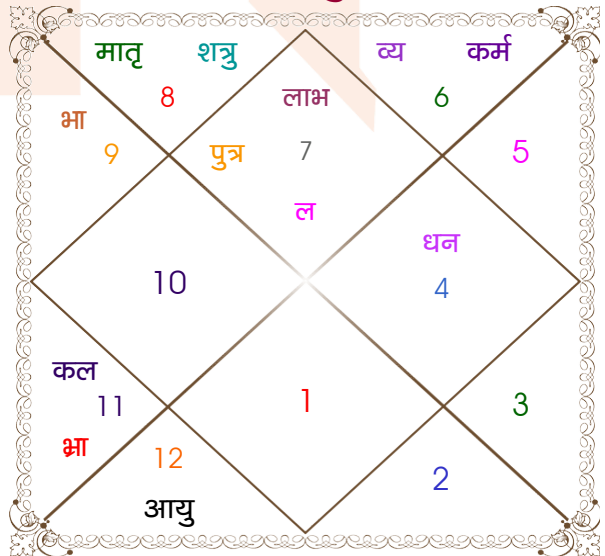 मातृ शत्रु व्य कर्म
8 लाभ 6
भा
9 पुत्र 7 5
ल
धन
10 4
कल
11 1 3
भ्रा
12 2
आयु